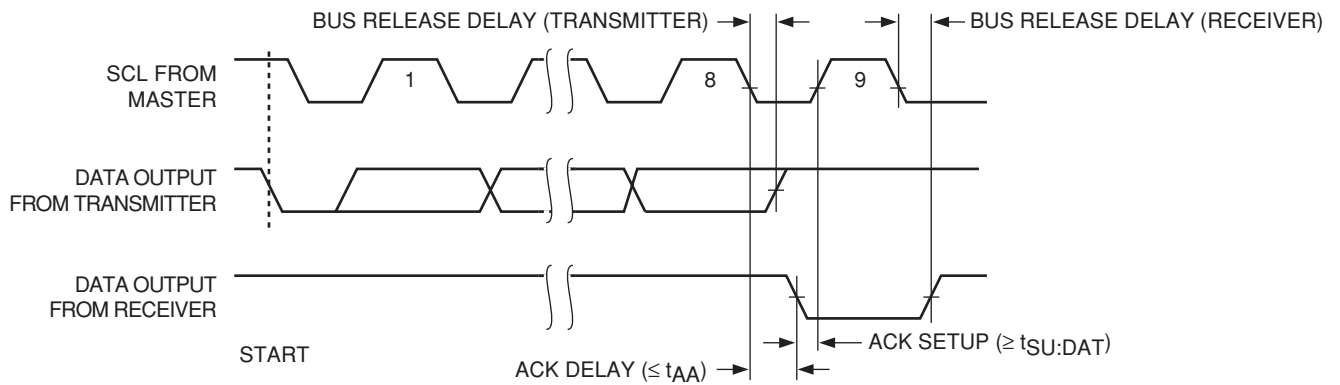 BUS RELEASE DELAY (TRANSMITTER)
BUS RELEASE DELAY (RECEIVER)
SCL FROM
MASTER
1
8
9
DATA OUTPUT
FROM TRANSMITTER
DATA OUTPUT
FROM RECEIVER
START
ACK SETUP (≥ tSU:DAT)
ACK DELAY (≤ tAA)